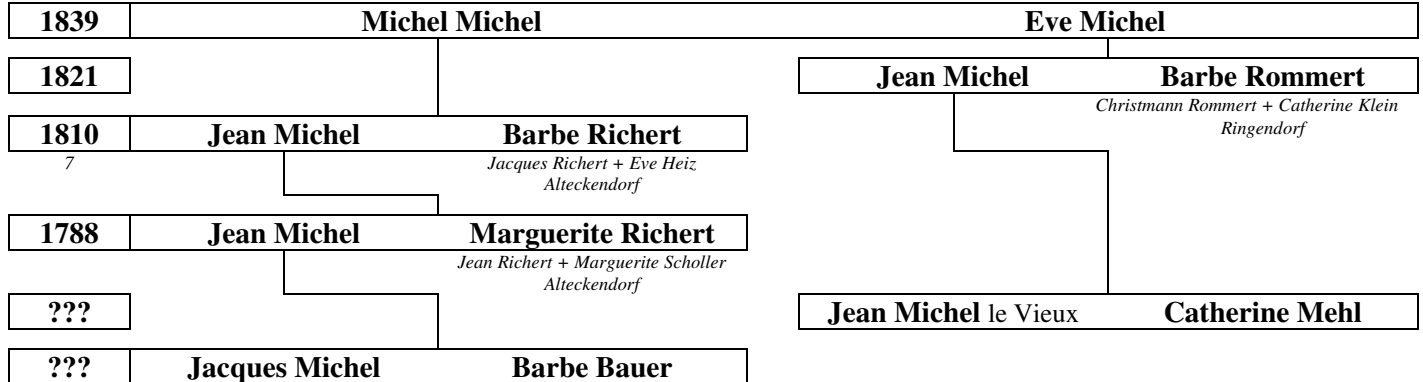 1839 Michel Michel Eve Michel
1821 Jean Michel Barbe Rommert
Christmann Rommert + Catherine Klein
Ringendorf
1810 Jean Michel Barbe Richert
7 Jacques Richert + Eve Heiz
Alteckendorf
1788 Jean Michel Marguerite Richert
Jean Richert + Marguerite Scholler
Alteckendorf
??? Jean Michel le Vieux Catherine Mehl
??? Jacques Michel Barbe Bauer